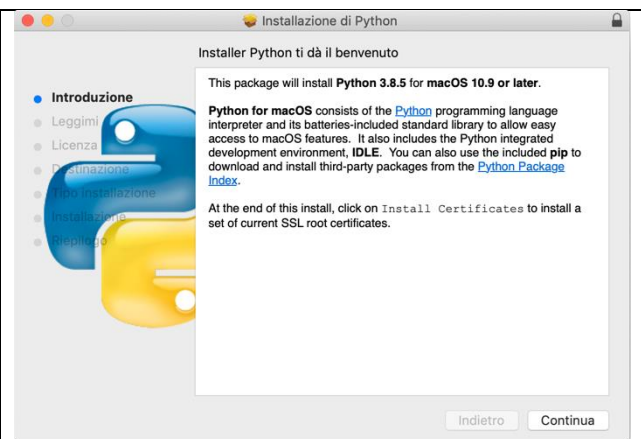 Installazione di Python
Installer Python ti dà il benvenuto
Introduzione
Leggimi
Licenza
Destinazione
Tipo installazione
Installazione
Riepilogo
This package will install Python 3.8.5 for macOS 10.9 or later.
Python for macOS consists of the Python programming language
interpreter and its batteries-included standard library to allow easy
access to macOS features. It also includes the Python integrated
development environment, IDLE. You can also use the included pip to
download and install third-party packages from the Python Package
Index.
At the end of this install, click on Install Certificates to install a
set of current SSL root certificates.
Indietro
Continua